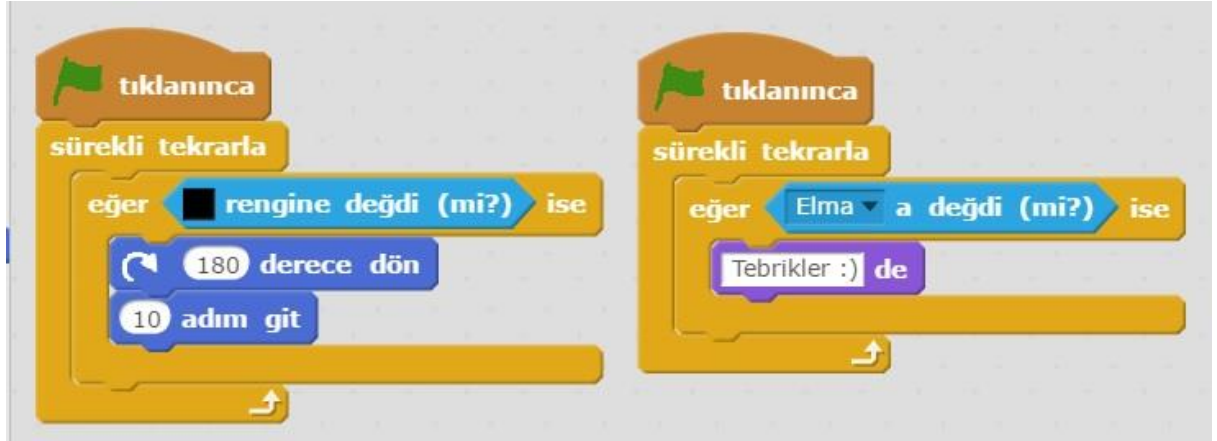 tıklanınca
sürekli tekrarla
eğer rengine değdi (mi?) ise
180 derece dön
10 adım git
tıklanınca
sürekli tekrarla
eğer Elma a değdi (mi?) ise
Tebrikler :) de